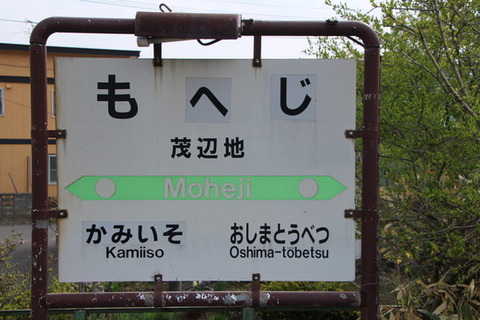 もへじ
茂辺地
Moheji
かみいそ おしまとうべつ
Kamiiso Oshima-tōbetsu